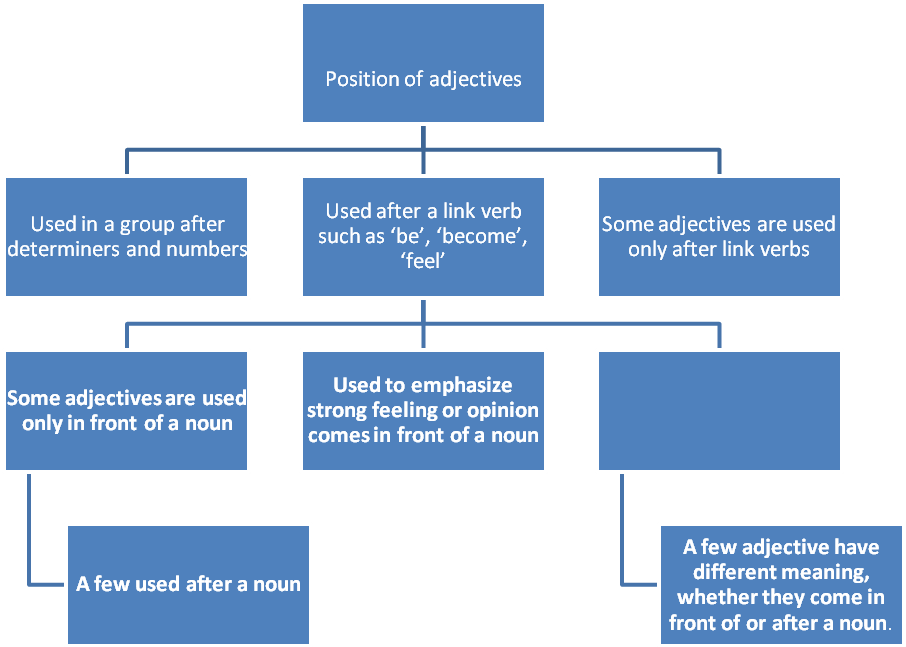 Position of adjectives
Used in a group after
determiners and numbers
Used after a link verb
such as ‘be’, ‘become’,
‘feel’
Some adjectives are used
only after link verbs
Some adjectives are used
only in front of a noun
Used to emphasize
strong feeling or opinion
comes in front of a noun
A few used after a noun
A few adjective have
different meaning,
whether they come in
front of or after a noun.